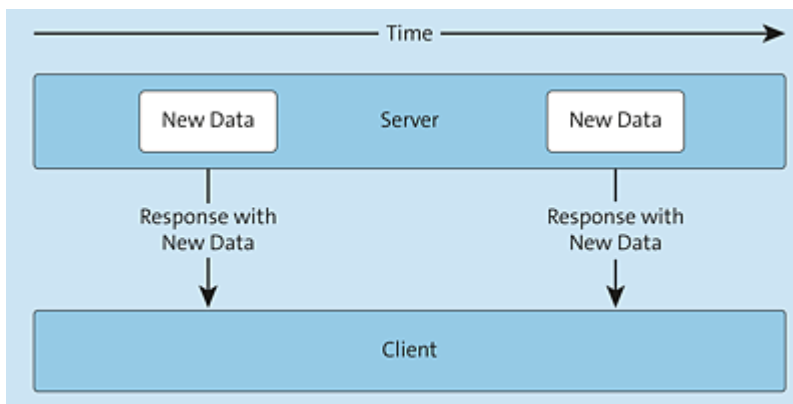 Time
New Data
Server
New Data
Response with
New Data
Response with
New Data
Client